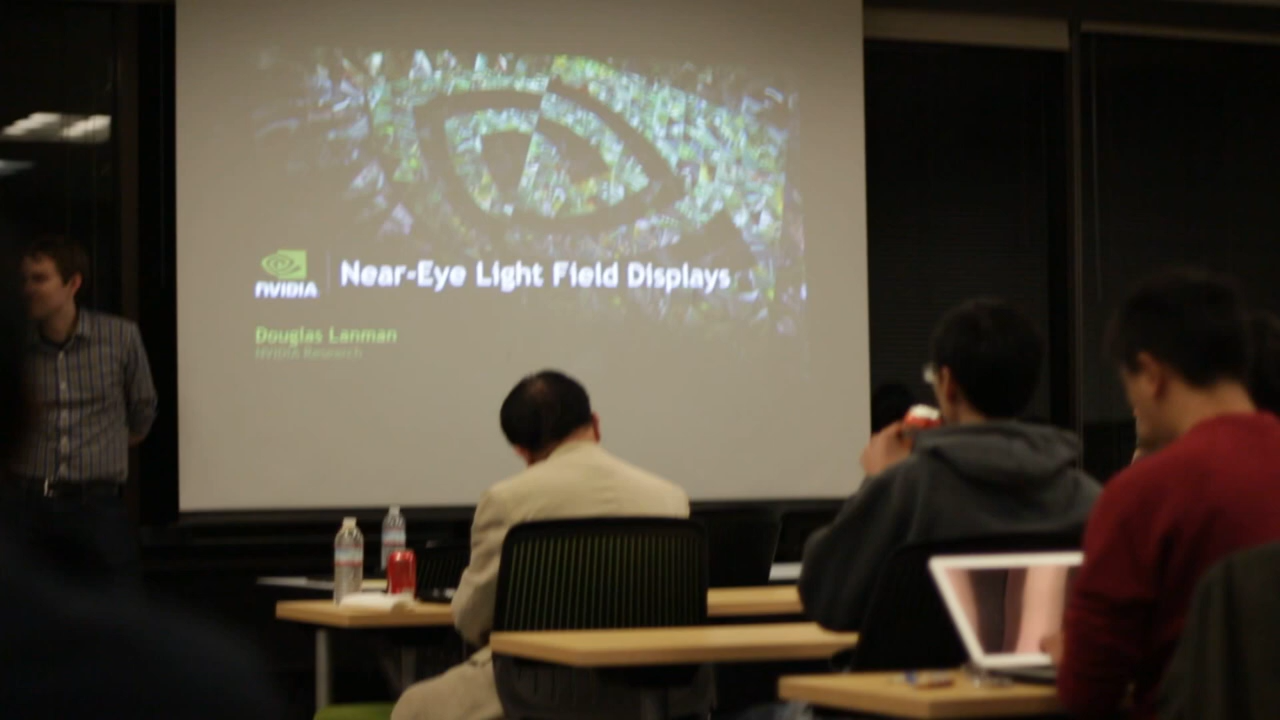 NVIDIA
Near-Eye Light Field Displays
Douglas Lanman
NVIDIA Research